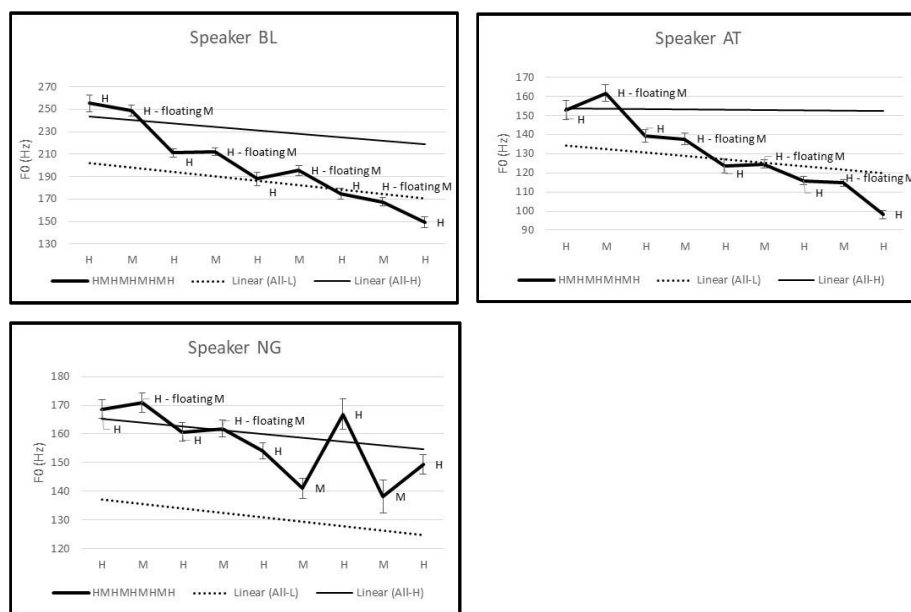 Speaker BL
F0 (Hz)
270
250
230
210
190
170
150
130
H
H - floating M
H
H - floating M
H
H - floating M
H
H - floating M
H
H M H M H M H M H
HMHMHMHMH Linear (All-L) Linear (All-H)
Speaker AT
F0 (Hz)
170
160
150
140
130
120
110
100
90
H
H - floating M
H
H - floating M
H
H - floating M
H
H - floating M
H
H M H M H M H M H
HMHMHMHMH Linear (All-L) Linear (All-H)
Speaker NG
F0 (Hz)
180
170
160
150
140
130
120
H
H - floating M
H
H - floating M
H
M
H
M
H
H M H M H M H M H
HMHMHMHMH Linear (All-L) Linear (All-H)